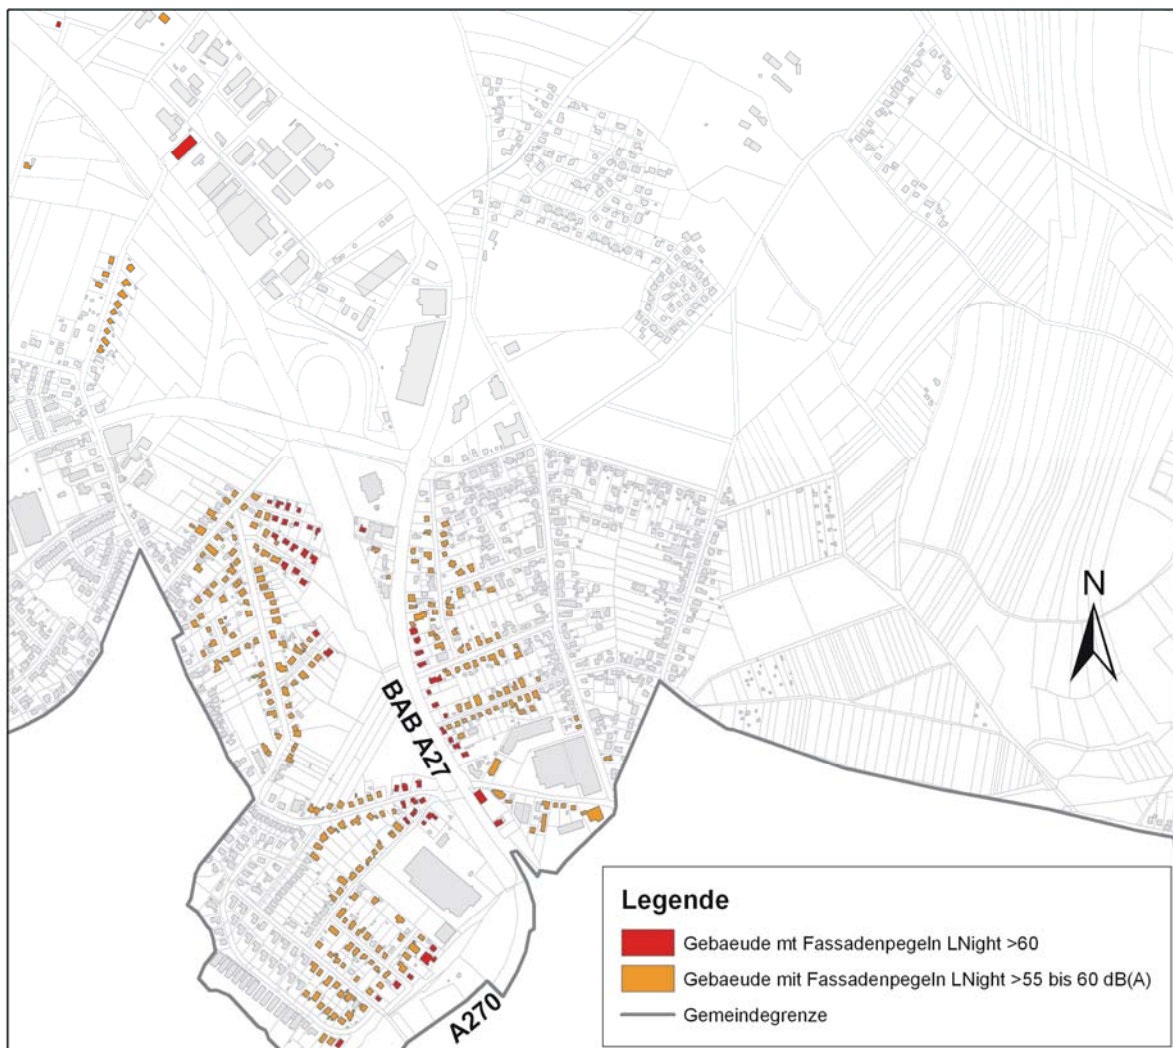 N
BAB A27
A270
Legende
Gebaeude mt Fassadenpegeln LNight >60
Gebaeude mit Fassadenpegeln LNight >55 bis 60 dB(A)
Gemeindegrenze